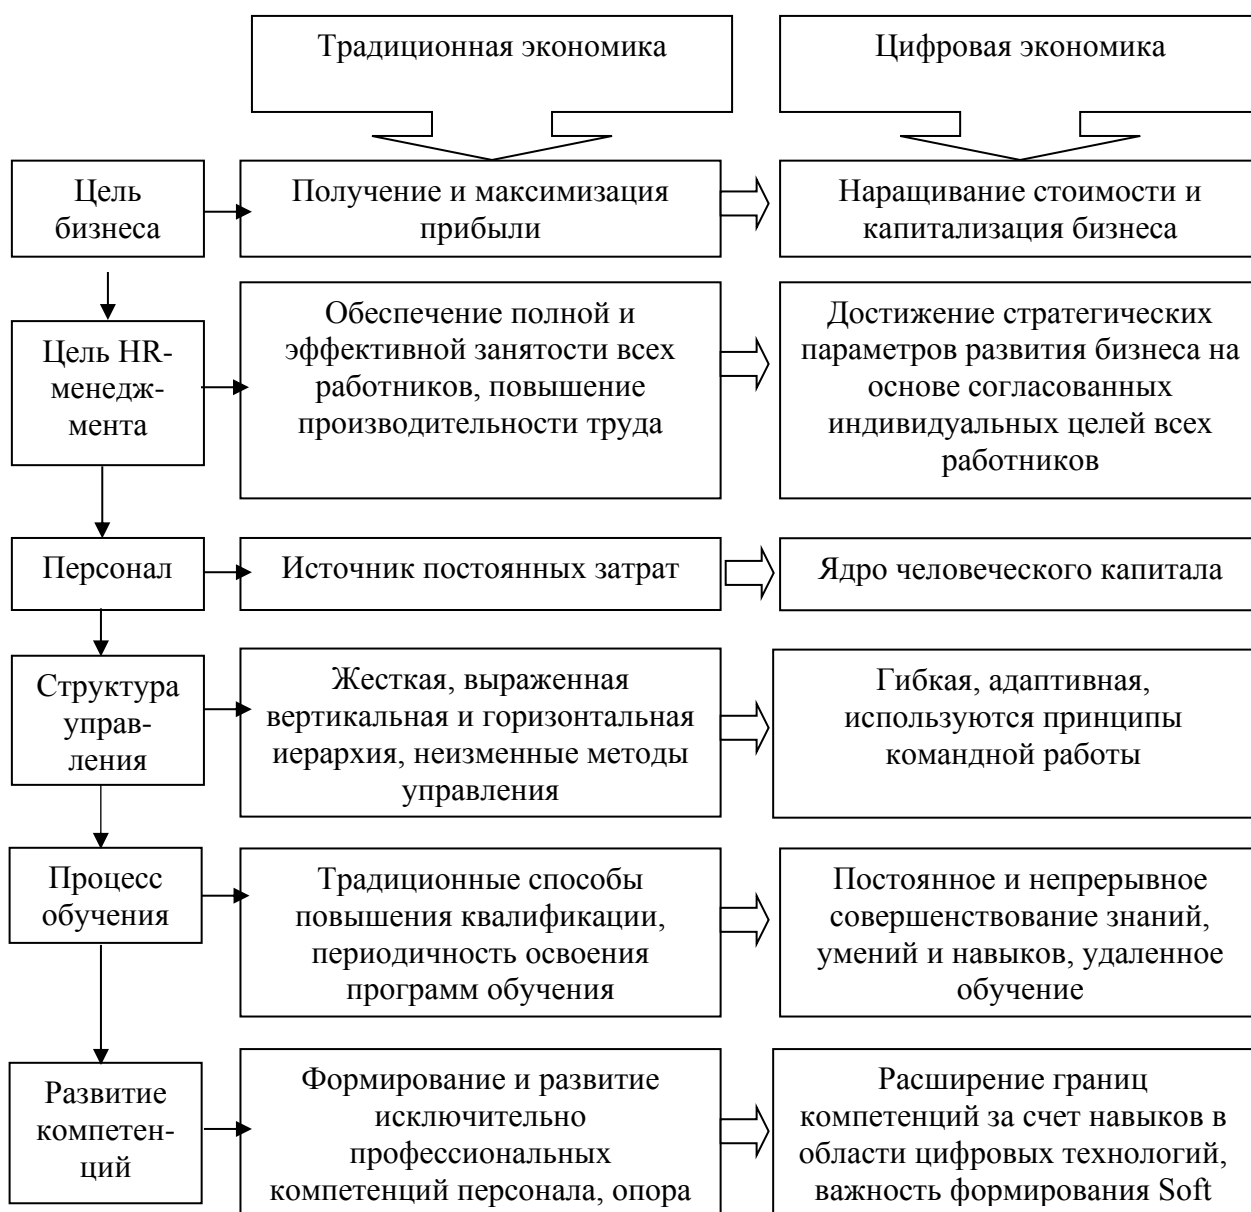 Традиционная экономика
Цифровая экономика
Цель
бизнеса
Получение и максимизация
прибыли
Наращивание стоимости и
капитализация бизнеса
Цель HR-
менедж-
мента
Обеспечение полной и
эффективной занятости всех
работников, повышение
производительности труда
Достижение стратегических
параметров развития бизнеса на
основе согласованных
индивидуальных целей всех
работников
Персонал
Источник постоянных затрат
Ядро человеческого капитала
Структура
управ-
ления
Жесткая, выраженная
вертикальная и горизонтальная
иерархия, неизменные методы
управления
Гибкая, адаптивная,
используются принципы
командной работы
Процесс
обучения
Традиционные способы
повышения квалификации,
периодичность освоения
программ обучения
Постоянное и непрерывное
совершенствование знаний,
умений и навыков, удаленное
обучение
Развитие
компетен-
ций
Формирование и развитие
исключительно
профессиональных
компетенций персонала, опора
Расширение границ
компетенций за счет навыков в
области цифровых технологий,
важность формирования Soft